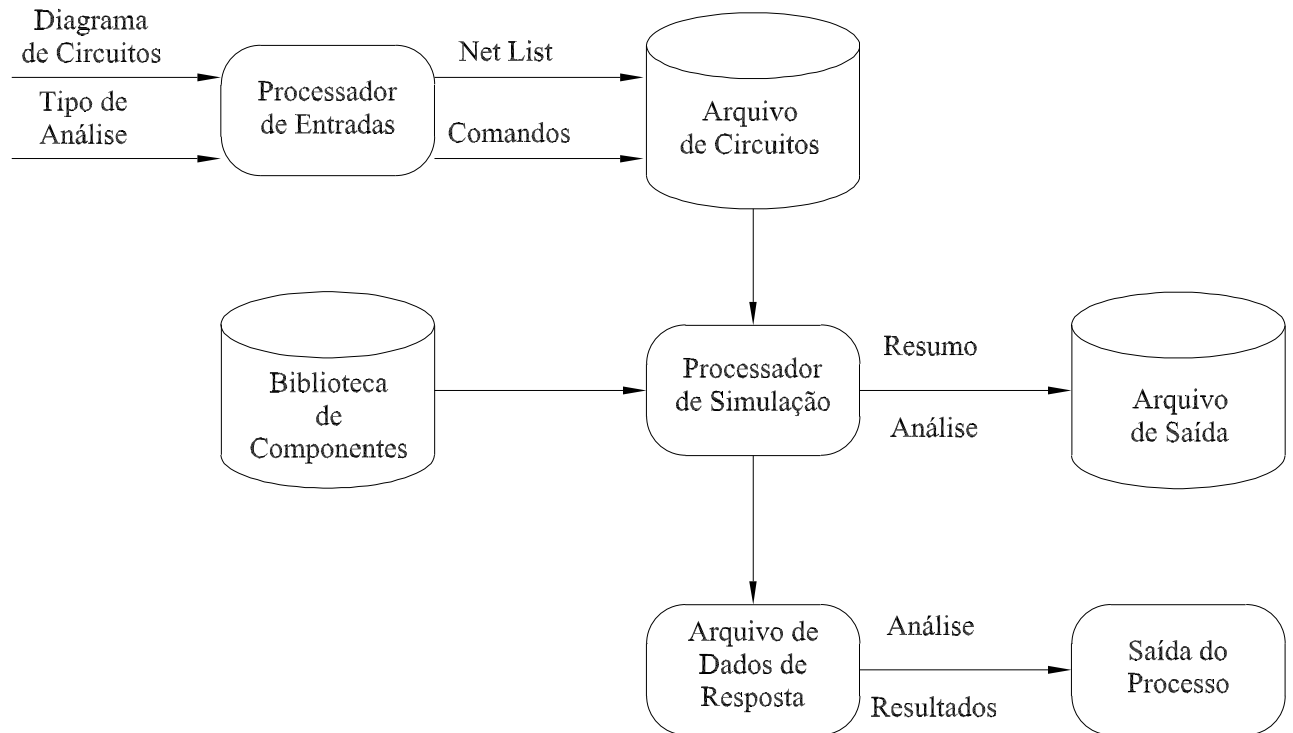 Diagrama
de Circuitos
Tipo de
Análise
Processador
de Entradas
Net List
Comandos
Arquivo
de Circuitos
Biblioteca
de
Componentes
Processador
de Simulação
Resumo
Análise
Arquivo
de Saída
Arquivo de
Dados de
Resposta
Análise
Resultados
Saída do
Processo